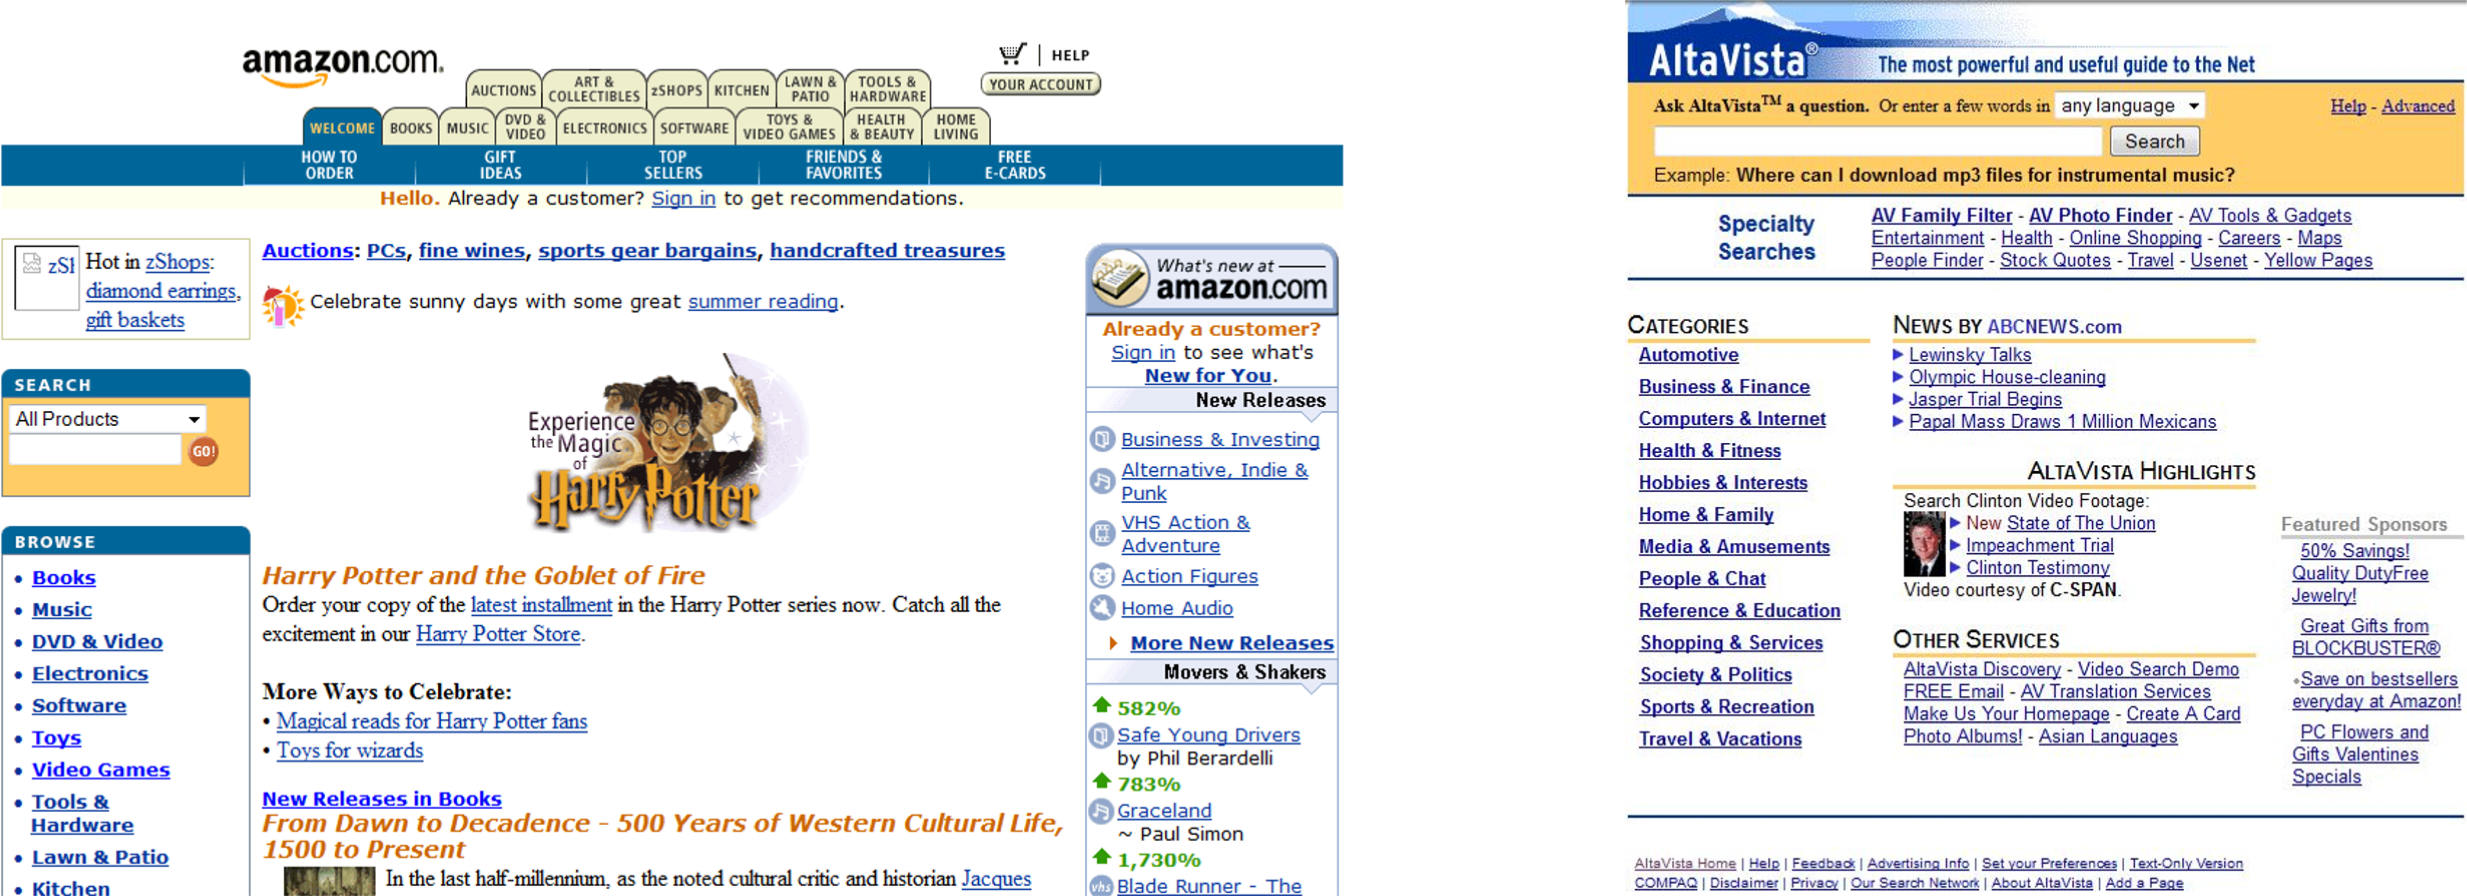 amazon.com.
HELP
YOUR ACCOUNT
AUCTIONS
ART &
COLLECTIBLES
zSHOPS
KITCHEN
LAWN &
PATIO
TOOLS &
HARDWARE
WELCOME
BOOKS
MUSIC
DVD &
VIDEO
ELECTRONICS
SOFTWARE
TOYS &
VIDEO GAMES
HEALTH
& BEAUTY
HOME
LIVING
HOW TO
ORDER
GIFT
IDEAS
TOP
SELLERS
FRIENDS &
FAVORITES
FREE
E-CARDS
Hello. Already a customer? Sign in to get recommendations.
zSI
Hot in zShops:
diamond earrings,
gift baskets
SEARCH
All Products
GO!
BROWSE
• Books
• Music
• DVD & Video
• Electronics
• Software
• Toys
• Video Games
• Tools &
Hardware
• Lawn & Patio
• Kitchen
Auctions: PCs, fine wines, sports gear bargains, handcrafted treasures
Celebrate sunny days with some great summer reading.
Experience
the Magic
of
Harry Potter
Harry Potter and the Goblet of Fire
Order your copy of the latest installment in the Harry Potter series now. Catch all the
excitement in our Harry Potter Store.
More Ways to Celebrate:
• Magical reads for Harry Potter fans
• Toys for wizards
New Releases in Books
From Dawn to Decadence - 500 Years of Western Cultural Life,
1500 to Present
In the last half-millennium, as the noted cultural critic and historian Jacques
What's new at
amazon.com
Already a customer?
Sign in to see what's
New for You.
New Releases
Business & Investing
Alternative, Indie &
Punk
VHS Action &
Adventure
Action Figures
Home Audio
More New Releases
Movers & Shakers
582%
Safe Young Drivers
by Phil Berardelli
783%
Graceland
~ Paul Simon
1,730%
vhs Blade Runner - The
AltaVista®
The most powerful and useful guide to the Net
Ask AltaVista™ a question. Or enter a few words in any language
Help - Advanced
Search
Example: Where can I download mp3 files for instrumental music?
Specialty
Searches
AV Family Filter - AV Photo Finder - AV Tools & Gadgets
Entertainment - Health - Online Shopping - Careers - Maps
People Finder - Stock Quotes - Travel - Usenet - Yellow Pages
CATEGORIES
Automotive
Business & Finance
Computers & Internet
Health & Fitness
Hobbies & Interests
Home & Family
Media & Amusements
People & Chat
Reference & Education
Shopping & Services
Society & Politics
Sports & Recreation
Travel & Vacations
NEWS BY ABCNEWS.com
Lewinsky Talks
Olympic House-cleaning
Jasper Trial Begins
Papal Mass Draws 1 Million Mexicans
ALTAVISTA HIGHLIGHTS
Search Clinton Video Footage:
New State of The Union
Impeachment Trial
Clinton Testimony
Video courtesy of C-SPAN.
OTHER SERVICES
AltaVista Discovery - Video Search Demo
FREE Email - AV Translation Services
Make Us Your Homepage - Create A Card
Photo Albums! - Asian Languages
Featured Sponsors
50% Savings!
Quality DutyFree
Jewelry!
Great Gifts from
BLOCKBUSTER®
Save on bestsellers
everyday at Amazon!
PC Flowers and
Gifts Valentines
Specials
AltaVista Home | Help | Feedback | Advertising Info | Set your Preferences | Text-Only Version
COMPAQ | Disclaimer | Privacy | Our Search Network | About AltaVista | Add a Page